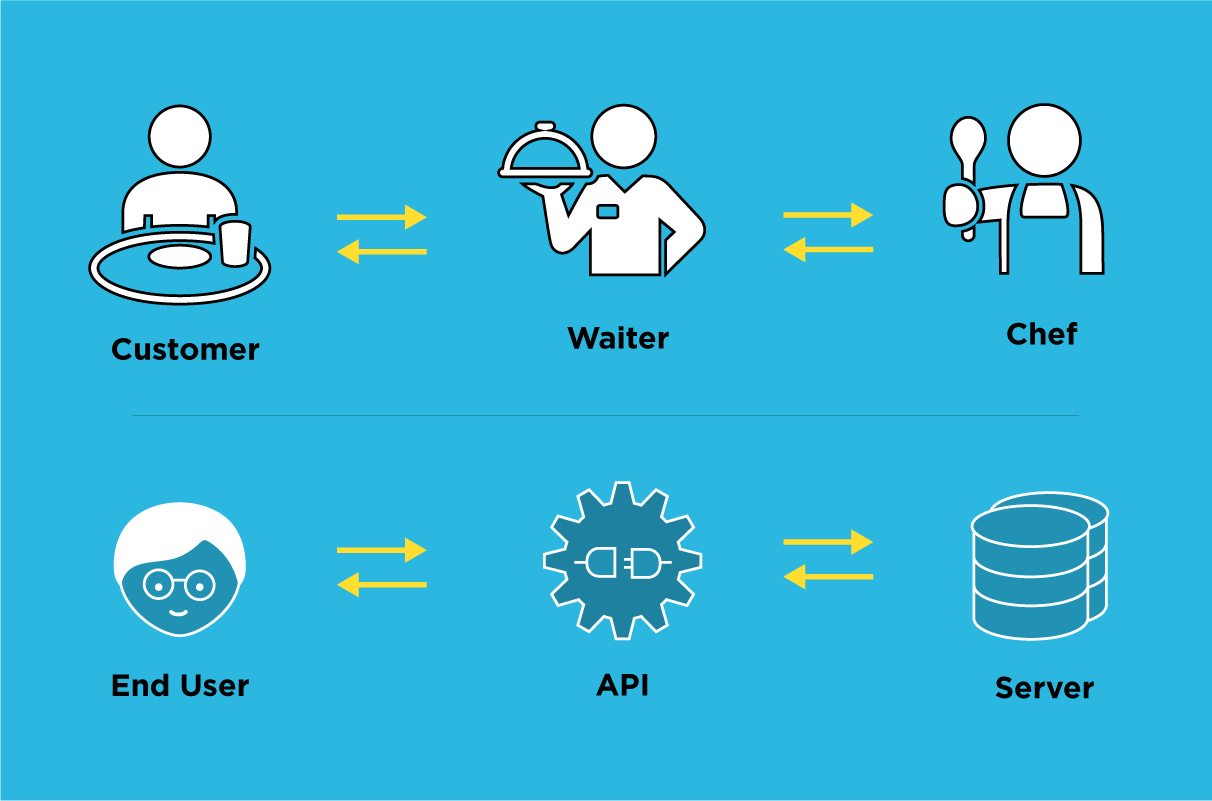 Customer
Waiter
Chef
End User
API
Server